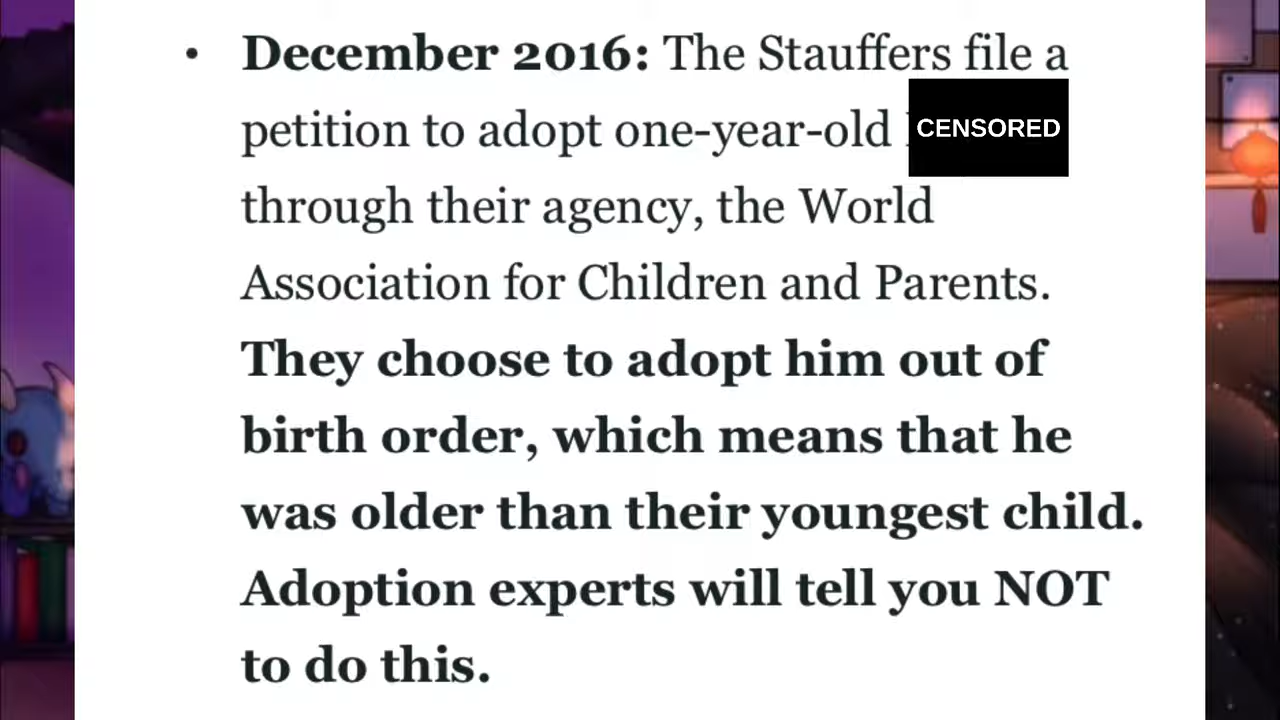 • December 2016: The Stauffers file a
petition to adopt one-year-old CENSORED
through their agency, the World
Association for Children and Parents.
They choose to adopt him out of
birth order, which means that he
was older than their youngest child.
Adoption experts will tell you NOT
to do this.